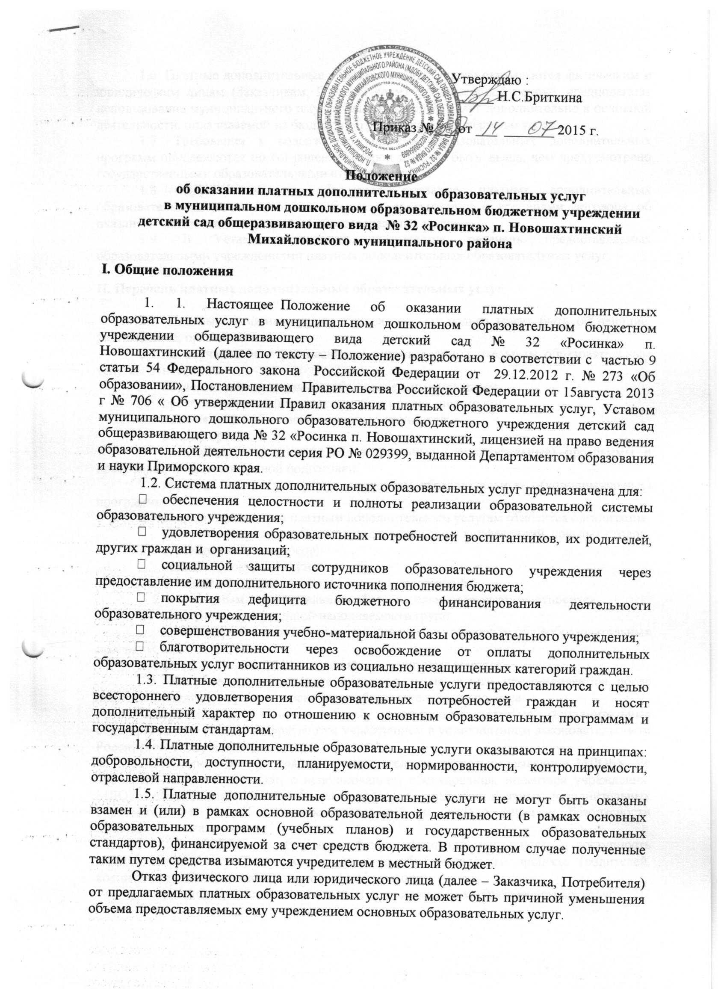 Утверждаю :
Н.С.Бриткина
Приказ № от 14 07 2015 г.
Положение
об оказании платных дополнительных образовательных услуг
в муниципальном дошкольном образовательном бюджетном учреждении
детский сад общеразвивающего вида № 32 «Росинка» п. Новошахтинский
Михайловского муниципального района
I. Общие положения
1. 1. Настоящее Положение об оказании платных дополнительных
образовательных услуг в муниципальном дошкольном образовательном бюджетном
учреждении общеразвивающего вида детский сад № 32 «Росинка» п.
Новошахтинский (далее по тексту – Положение) разработано в соответствии с частью 9
статьи 54 Федерального закона Российской Федерации от 29.12.2012 г. № 273 «Об
образовании», Постановлением Правительства Российской Федерации от 15августа 2013
г № 706 « Об утверждении Правил оказания платных образовательных услуг, Уставом
муниципального дошкольного образовательного бюджетного учреждения детский сад
общеразвивающего вида № 32 «Росинка п. Новошахтинский, лицензией на право ведения
образовательной деятельности серия РО № 029399, выданной Департаментом образования
и науки Приморского края.
1.2. Система платных дополнительных образовательных услуг предназначена для:
обеспечения целостности и полноты реализации образовательной системы
образовательного учреждения;
удовлетворения образовательных потребностей воспитанников, их родителей,
других граждан и организаций;
социальной защиты сотрудников образовательного учреждения через
предоставление им дополнительного источника пополнения бюджета;
покрытия дефицита бюджетного финансирования деятельности
образовательного учреждения;
совершенствования учебно-материальной базы образовательного учреждения;
благотворительности через освобождение от оплаты дополнительных
образовательных услуг воспитанников из социально незащищенных категорий граждан.
1.3. Платные дополнительные образовательные услуги предоставляются с целью
всестороннего удовлетворения образовательных потребностей граждан и носят
дополнительный характер по отношению к основным образовательным программам и
государственным стандартам.
1.4. Платные дополнительные образовательные услуги оказываются на принципах:
добровольности, доступности, планируемости, нормированности, контролируемости,
отраслевой направленности.
1.5. Платные дополнительные образовательные услуги не могут быть оказаны
взамен и (или) в рамках основной образовательной деятельности (в рамках основных
образовательных программ (учебных планов) и государственных образовательных
стандартов), финансируемой за счет средств бюджета. В противном случае полученные
таким путем средства изымаются учредителем в местный бюджет.
Отказ физического лица или юридического лица (далее – Заказчика, Потребителя)
от предлагаемых платных образовательных услуг не может быть причиной уменьшения
объема предоставляемых ему учреждением основных образовательных услуг.